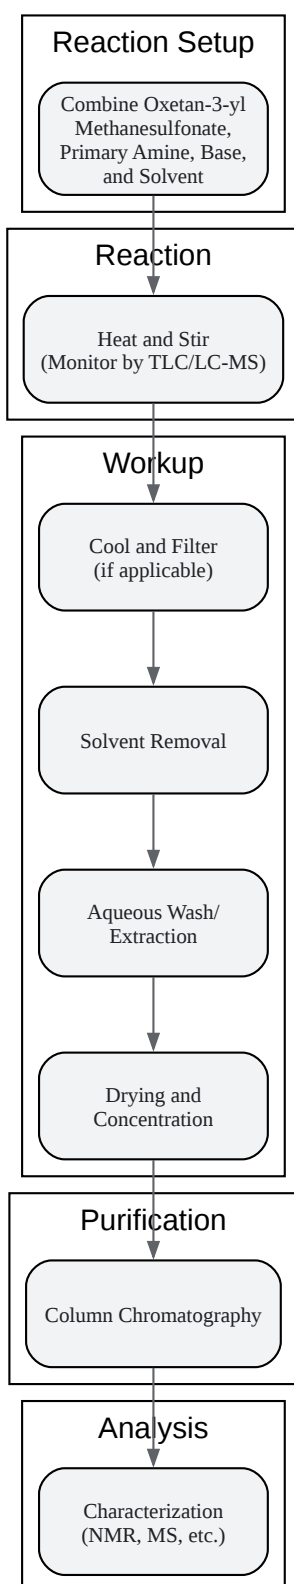 Reaction Setup
Combine Oxetan-3-yl
Methanesulfonate,
Primary Amine, Base,
and Solvent
Reaction
Heat and Stir
(Monitor by TLC/LC-MS)
Workup
Cool and Filter
(if applicable)
Solvent Removal
Aqueous Wash/
Extraction
Drying and
Concentration
Purification
Column Chromatography
Analysis
Characterization
(NMR, MS, etc.)